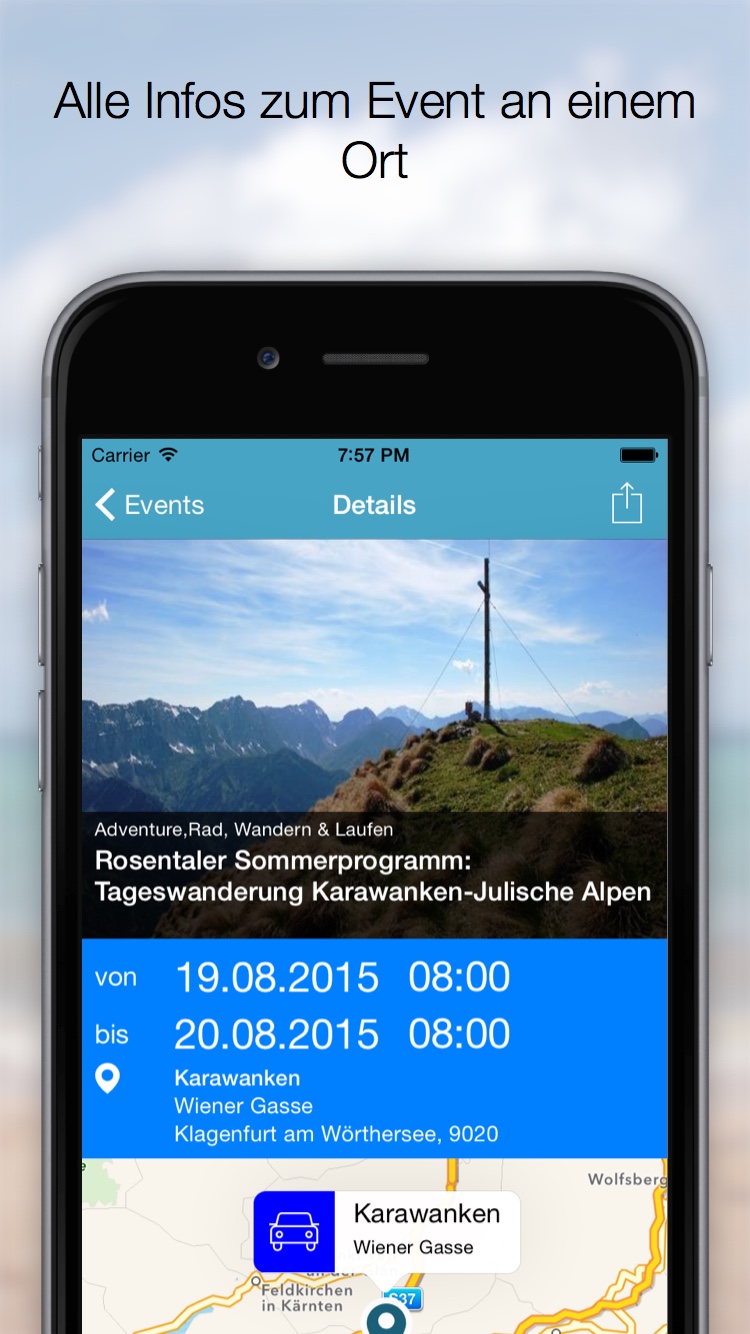 Alle Infos zum Event an einem
Ort
Carrier
7:57 PM
Events
Details
Adventure,Rad, Wandern & Laufen
Rosentaler Sommerprogramm:
Tageswanderung Karawanken-Julische Alpen
von 19.08.2015 08:00
bis 20.08.2015 08:00
Karawanken
Wiener Gasse
Klagenfurt am Wörthersee, 9020
Wolfsberg
Karawanken
Wiener Gasse
Feldkirchen
in Kärnten
S37